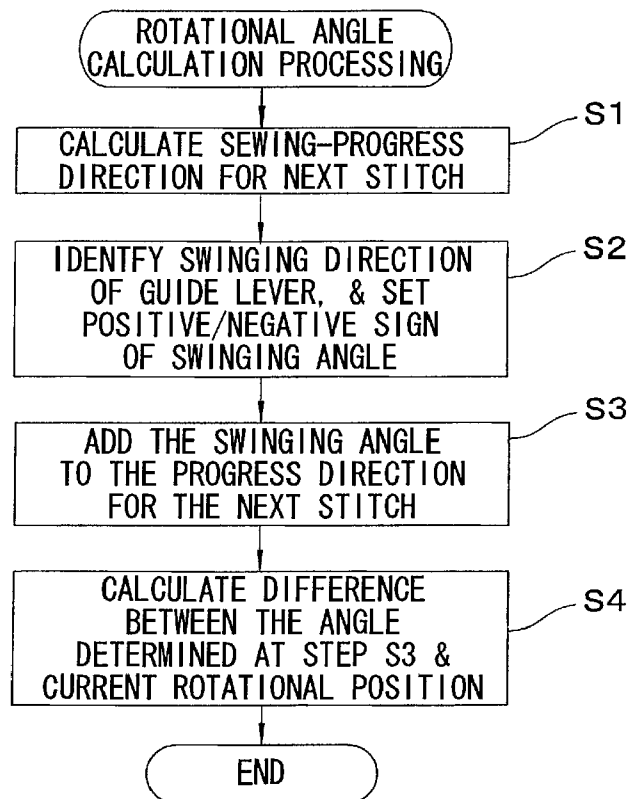 ROTATIONAL ANGLE
CALCULATION PROCESSING
S1
CALCULATE SEWING-PROGRESS
DIRECTION FOR NEXT STITCH
S2
IDENTFY SWINGING DIRECTION
OF GUIDE LEVER, & SET
POSITIVE/NEGATIVE SIGN
OF SWINGING ANGLE
S3
ADD THE SWINGING ANGLE
TO THE PROGRESS DIRECTION
FOR THE NEXT STITCH
S4
CALCULATE DIFFERENCE
BETWEEN THE ANGLE
DETERMINED AT STEP S3 &
CURRENT ROTATIONAL POSITION
END